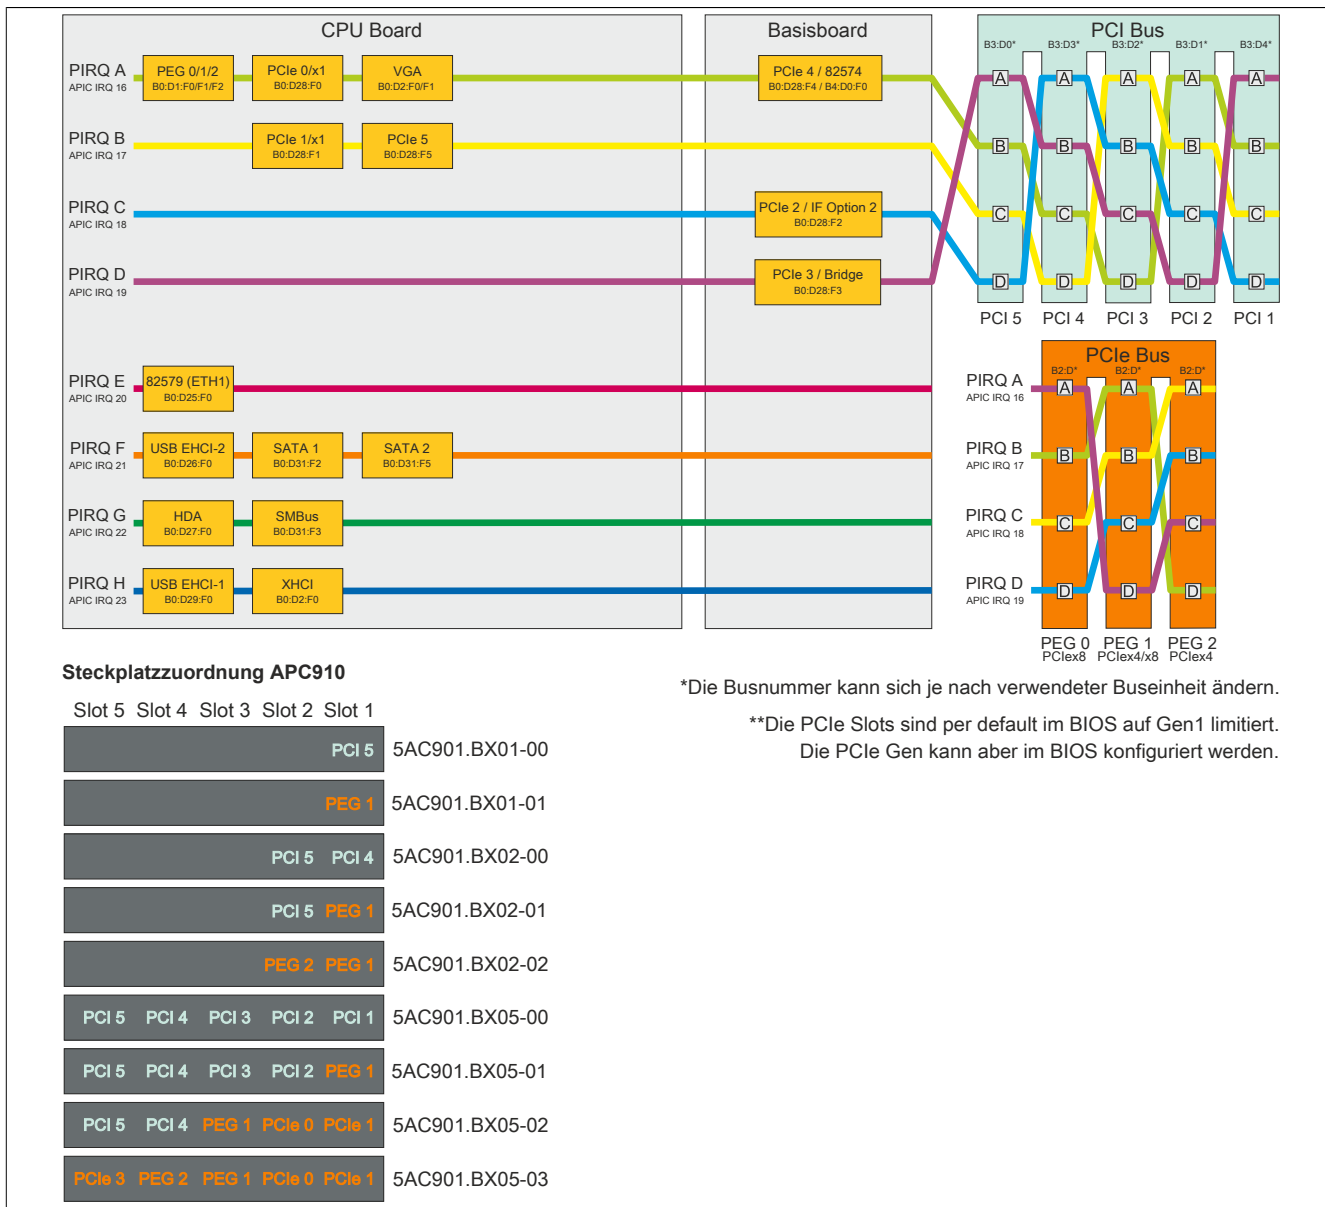 CPU Board
Basisboard
PCI Bus
B3:D0* B3:D3* B3:D2* B3:D1* B3:D4*
PIRQ A
APIC IRQ 16
PEG 0/1/2
B0:D1:F0/F1/F2
PCIe 0/x1
B0:D28:F0
VGA
B0:D2:F0/F1
PCIe 4 / 82574
B0:D28:F4 / B4:D0:F0
A A A A A
PIRQ B
APIC IRQ 17
PCIe 1/x1
B0:D28:F1
PCIe 5
B0:D28:F5
B B B B B
PIRQ C
APIC IRQ 18
PCIe 2 / IF Option 2
B0:D28:F2
C C C C C
PIRQ D
APIC IRQ 19
PCIe 3 / Bridge
B0:D28:F3
D D D D D
PCI 5 PCI 4 PCI 3 PCI 2 PCI 1
PIRQ E
APIC IRQ 20
82579 (ETH1)
B0:D25:F0
PIRQ F
APIC IRQ 21
USB EHCI-2
B0:D26:F0
SATA 1
B0:D31:F2
SATA 2
B0:D31:F5
PIRQ G
APIC IRQ 22
HDA
B0:D27:F0
SMBus
B0:D31:F3
PIRQ H
APIC IRQ 23
USB EHCI-1
B0:D29:F0
XHCI
B0:D2:F0
PCIe Bus
B2:D* B2:D* B2:D*
PIRQ A
APIC IRQ 16
A A A
PIRQ B
APIC IRQ 17
B B B
PIRQ C
APIC IRQ 18
C C C
PIRQ D
APIC IRQ 19
D D D
PEG 0 PEG 1 PEG 2
PCIex8 PCIex4/x8 PCIex4
*Die Busnummer kann sich je nach verwendeter Buseinheit ändern.
**Die PCIe Slots sind per default im BIOS auf Gen1 limitiert.
Die PCIe Gen kann aber im BIOS konfiguriert werden.
Steckplatzzuordnung APC910
Slot 5 Slot 4 Slot 3 Slot 2 Slot 1
PCI 5 5AC901.BX01-00
PEG 1 5AC901.BX01-01
PCI 5 PCI 4 5AC901.BX02-00
PCI 5 PEG 1 5AC901.BX02-01
PEG 2 PEG 1 5AC901.BX02-02
PCI 5 PCI 4 PCI 3 PCI 2 PCI 1 5AC901.BX05-00
PCI 5 PCI 4 PCI 3 PCI 2 PEG 1 5AC901.BX05-01
PCI 5 PCI 4 PEG 1 PCIe 0 PCIe 1 5AC901.BX05-02
PCIe 3 PEG 2 PEG 1 PCIe 0 PCIe 1 5AC901.BX05-03